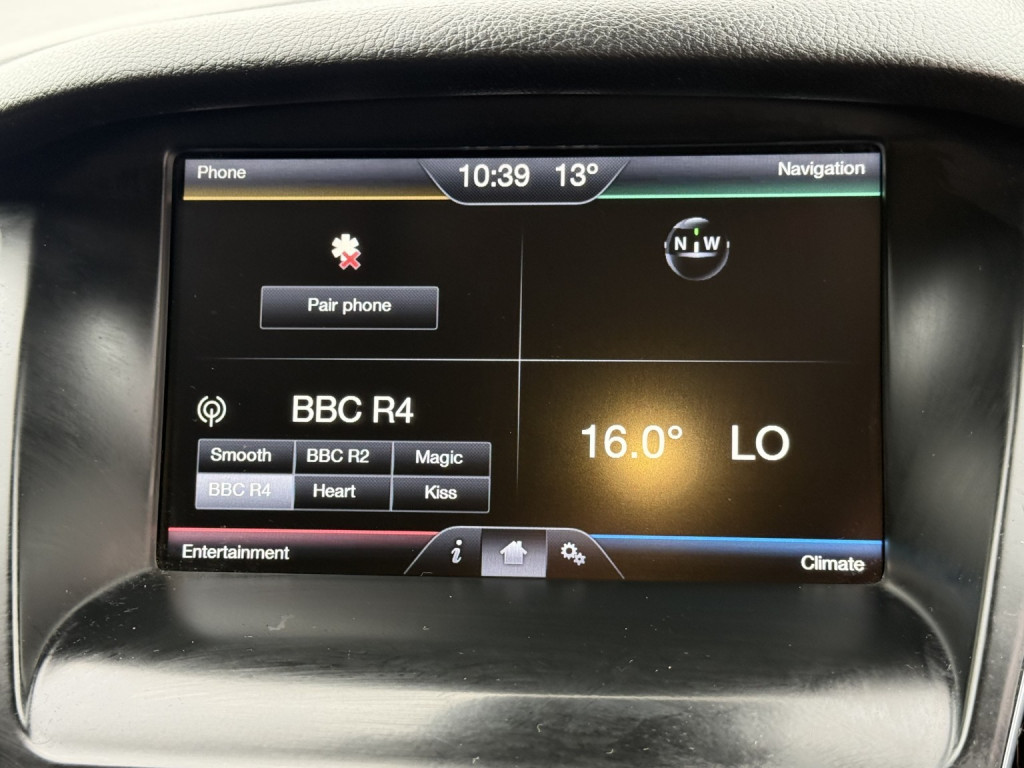 Phone
10:39 13°
Navigation
N W
Pair phone
BBC R4
Smooth BBC R2 Magic
BBC R4 Heart Kiss
16.0° LO
Entertainment
i
Climate